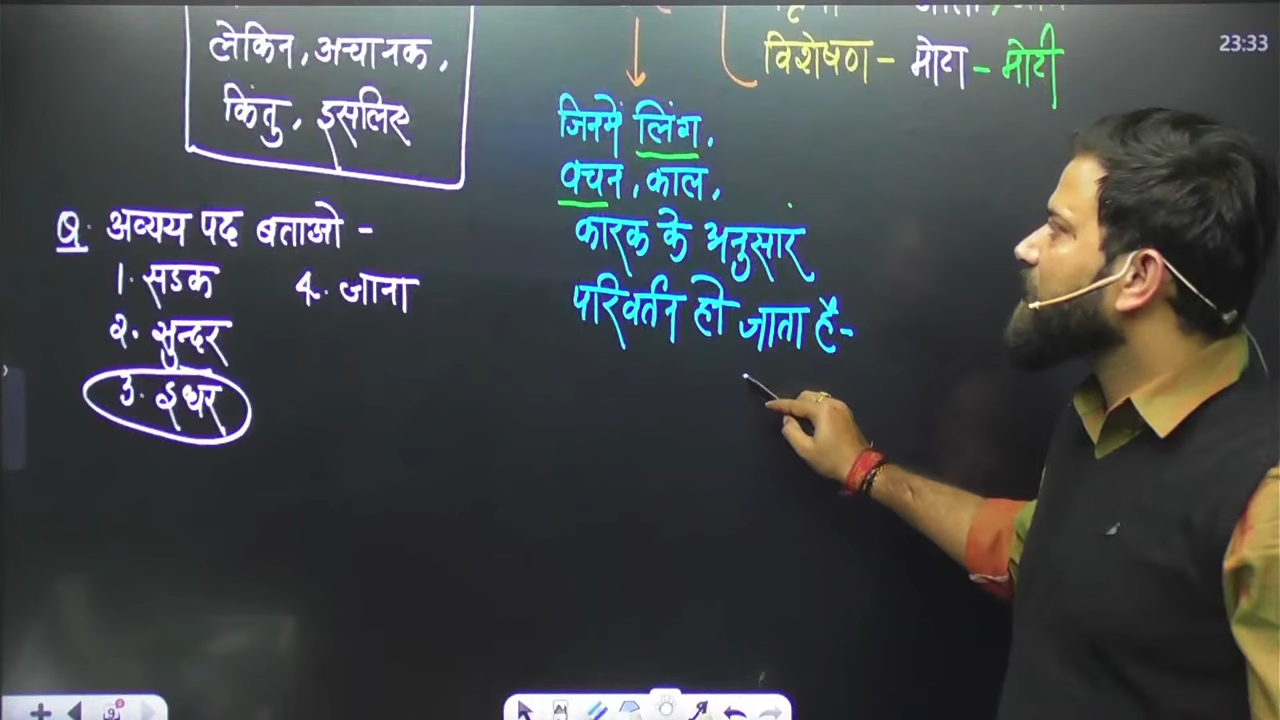 लेकिन, अचानक,
किंतु, इसलिए
Q. अव्यय पद बताओ -
1. सडक
4. जाना
2. सुन्दर
3. इधर
विशेषण - मोटा - मोटी
जिनमें लिंग,
वचन, काल,
कारक के अनुसार
परिवर्तन हो जाता है-
23:33